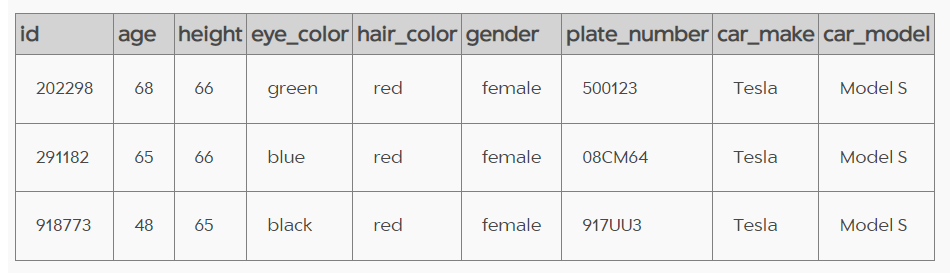 id age height eye_color hair_color gender plate_number car_make car_model
202298 68 66 green red female 500123 Tesla Model S
291182 65 66 blue red female 08CM64 Tesla Model S
918773 48 65 black red female 917UU3 Tesla Model S